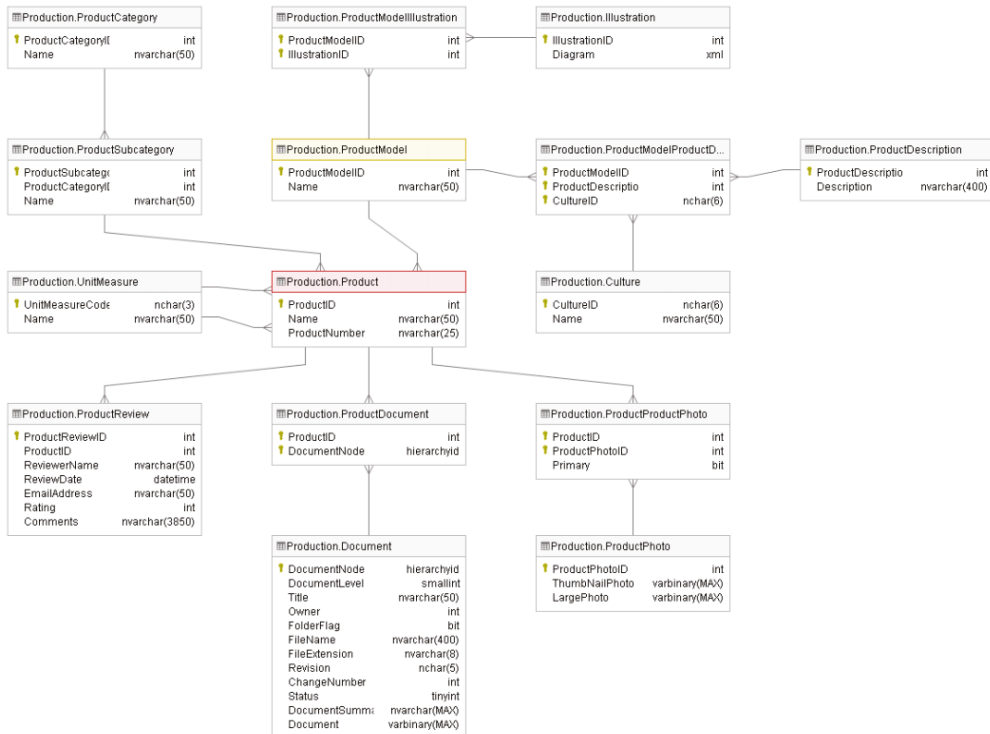 Production.ProductCategory
ProductCategoryI int
Name nvarchar(50)
Production.ProductModelIllustration
ProductModelID int
IllustrationID int
Production.Illustration
IllustrationID int
Diagram xml
Production.ProductSubcategory
ProductSubcateg int
ProductCategoryI int
Name nvarchar(50)
Production.ProductModel
ProductModelID int
Name nvarchar(50)
Production.ProductModelProductD...
ProductModelID int
ProductDescriptio int
CultureID nchar(6)
Production.ProductDescription
ProductDescriptio int
Description nvarchar(400)
Production.UnitMeasure
UnitMeasureCode nchar(3)
Name nvarchar(50)
Production.Product
ProductID int
Name nvarchar(50)
ProductNumber nvarchar(25)
Production.Culture
CultureID nchar(6)
Name nvarchar(50)
Production.ProductReview
ProductReviewID int
ProductID int
ReviewerName nvarchar(50)
ReviewDate datetime
EmailAddress nvarchar(50)
Rating int
Comments nvarchar(3850)
Production.ProductDocument
ProductID int
DocumentNode hierarchyid
Production.ProductProductPhoto
ProductID int
ProductPhotoID int
Primary bit
Production.Document
DocumentNode hierarchyid
DocumentLevel smallint
Title nvarchar(50)
Owner int
FolderFlag bit
FileName nvarchar(400)
FileExtension nvarchar(8)
Revision nchar(5)
ChangeNumber int
Status tinyint
DocumentSumma nvarchar(MAX)
Document varbinary(MAX)
Production.ProductPhoto
ProductPhotoID int
ThumbNailPhoto varbinary(MAX)
LargePhoto varbinary(MAX)